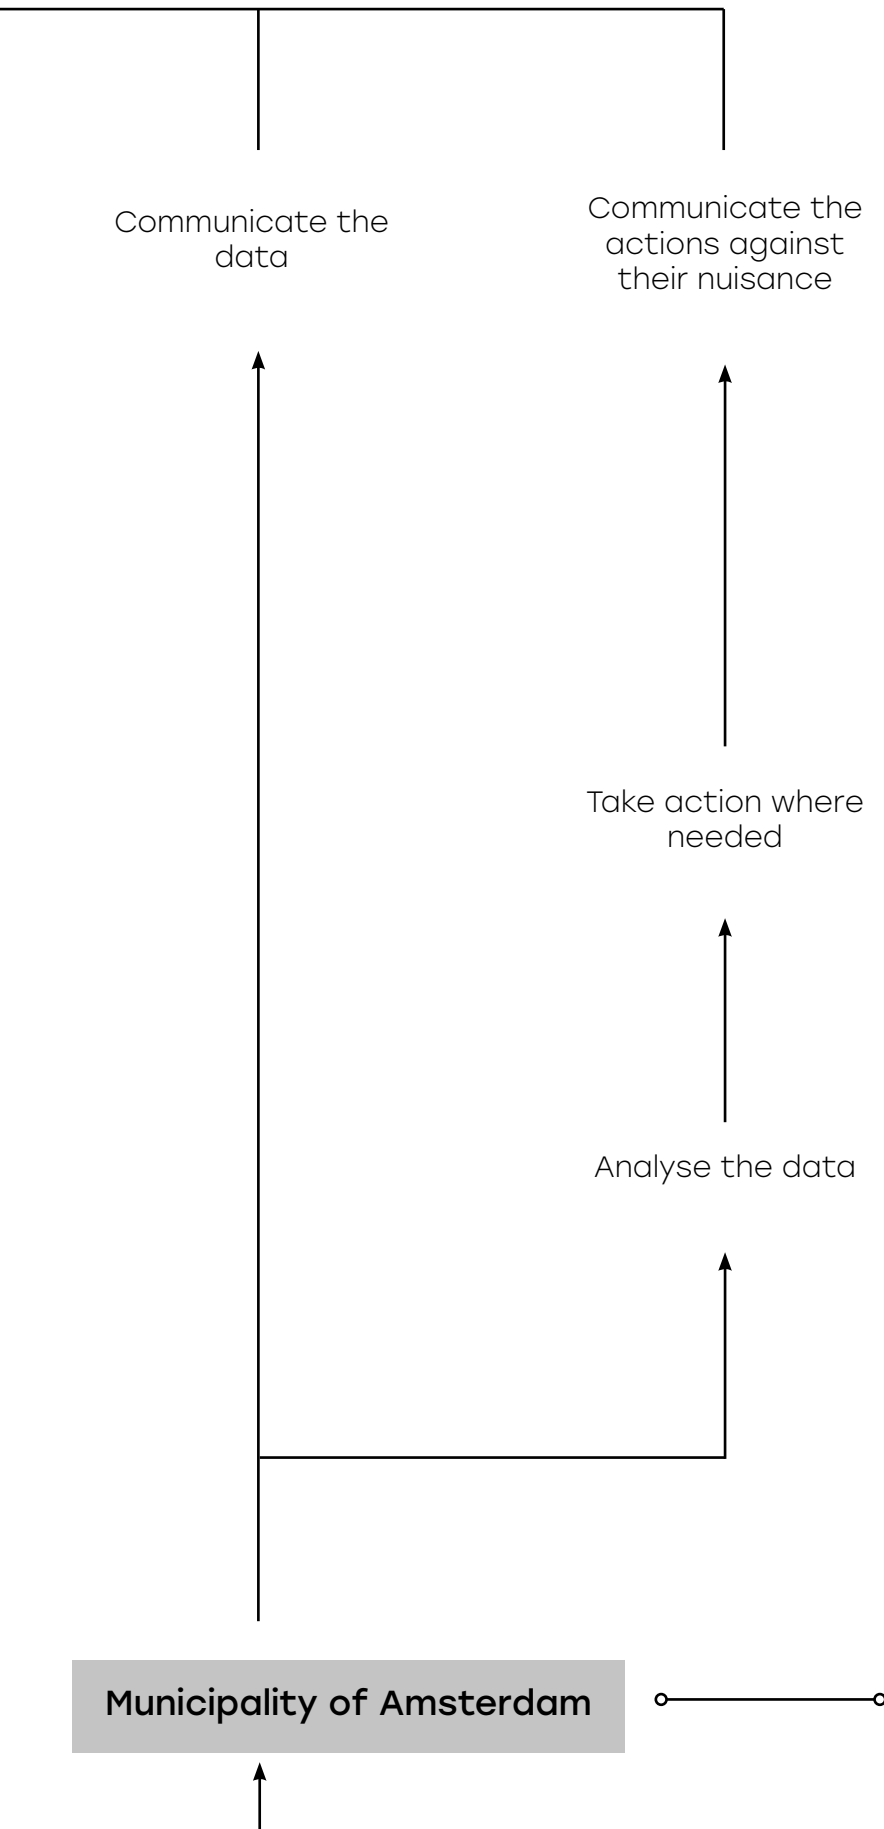 Communicate the
data
Communicate the
actions against
their nuisance
Take action where
needed
Analyse the data
Municipality of Amsterdam